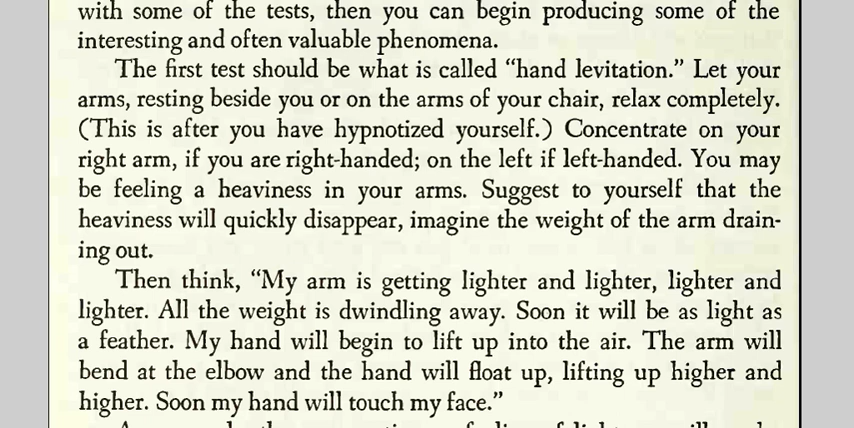 with some of the tests, then you can begin producing some of the
interesting and often valuable phenomena.
The first test should be what is called “hand levitation.” Let your
arms, resting beside you or on the arms of your chair, relax completely.
(This is after you have hypnotized yourself.) Concentrate on your
right arm, if you are right-handed; on the left if left-handed. You may
be feeling a heaviness in your arms. Suggest to yourself that the
heaviness will quickly disappear, imagine the weight of the arm drain-
ing out.
Then think, “My arm is getting lighter and lighter, lighter and
lighter. All the weight is dwindling away. Soon it will be as light as
a feather. My hand will begin to lift up into the air. The arm will
bend at the elbow and the hand will float up, lifting up higher and
higher. Soon my hand will touch my face.”